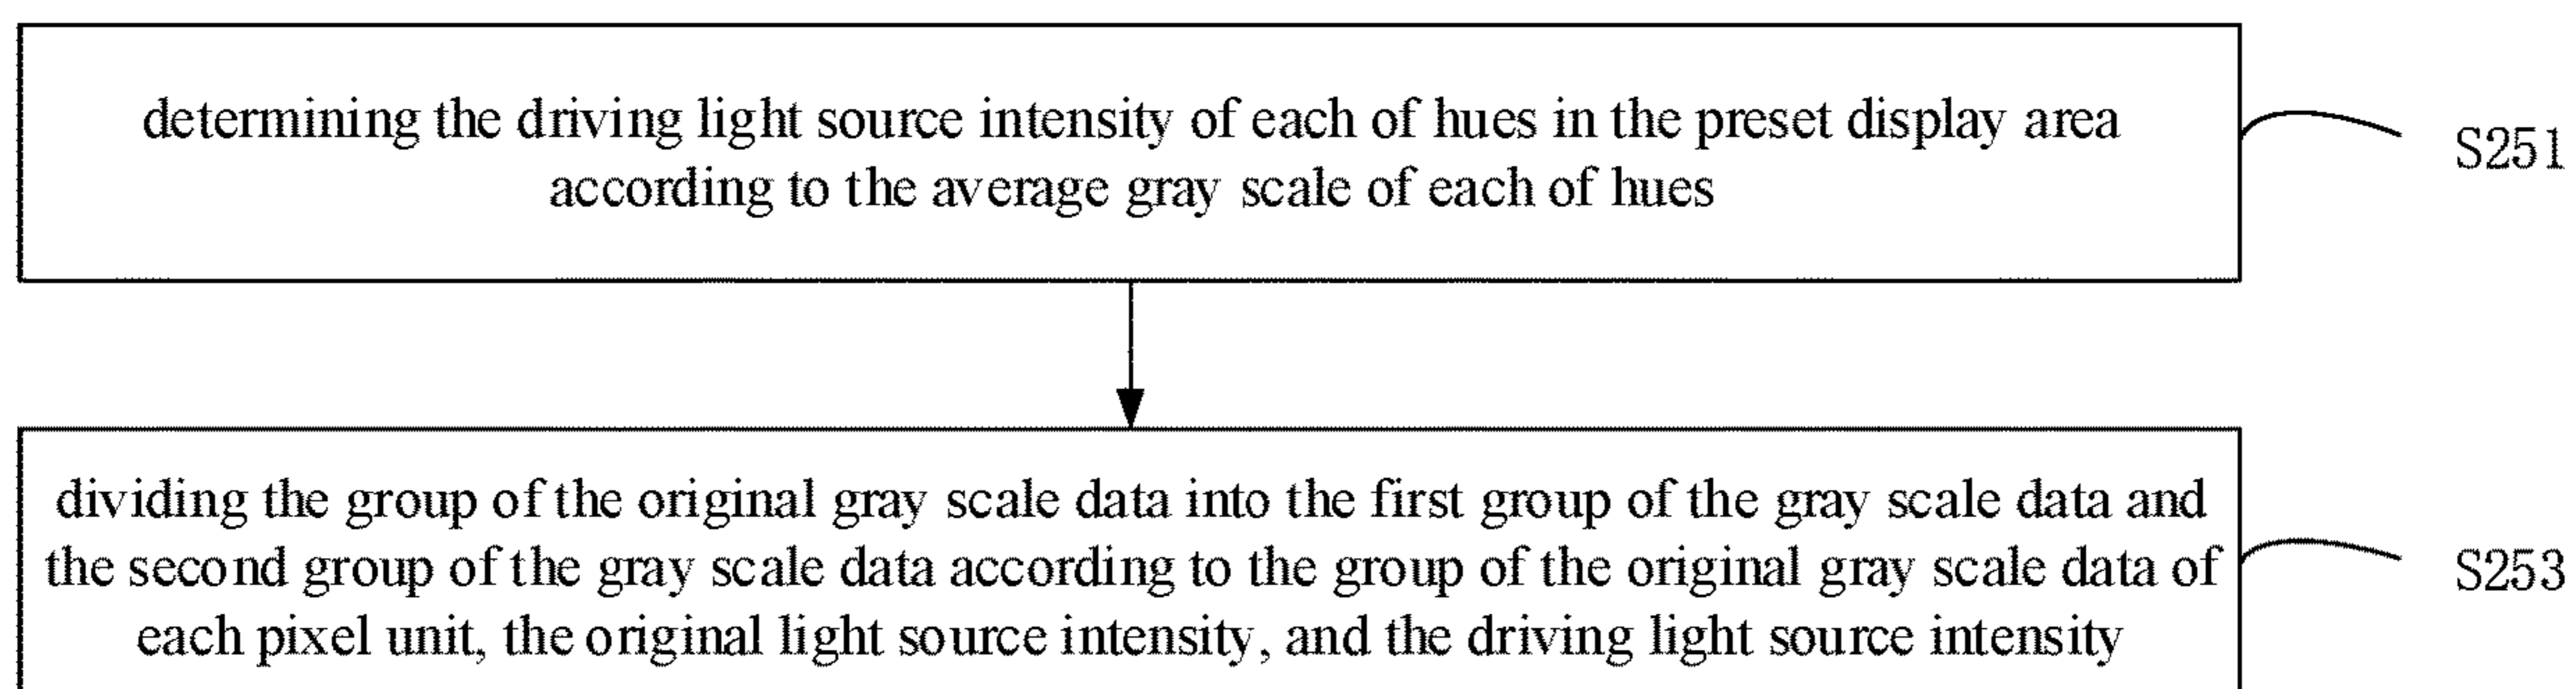 determining the driving light source intensity of each of hues in the preset display area
according to the average gray scale of each of hues
S251
dividing the group of the original gray scale data into the first group of the gray scale data and
the second group of the gray scale data according to the group of the original gray scale data of
each pixel unit, the original light source intensity, and the driving light source intensity
S253